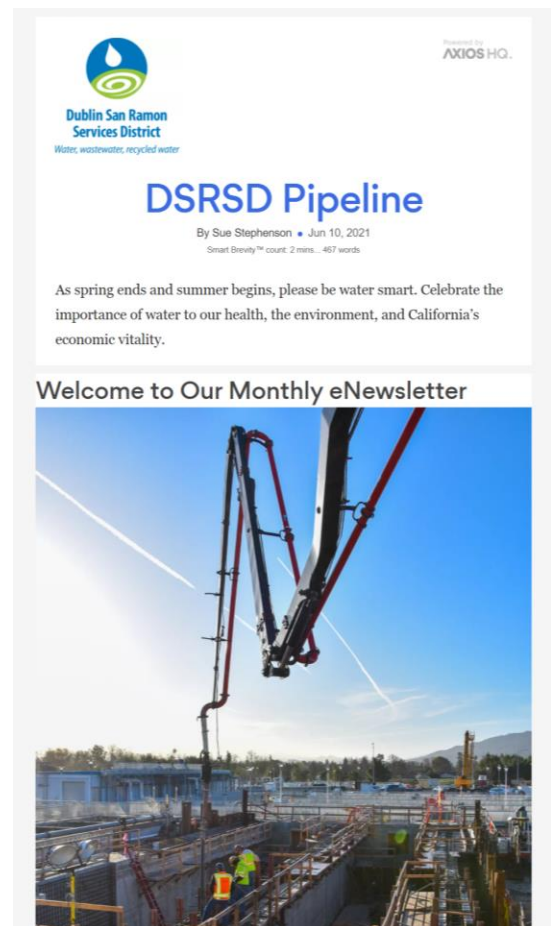 Powered by
AXIOS HQ.
Dublin San Ramon
Services District
Water, wastewater, recycled water
DSRSD Pipeline
By Sue Stephenson • Jun 10, 2021
Smart Brevity™ count: 2 mins... 467 words
As spring ends and summer begins, please be water smart. Celebrate the
importance of water to our health, the environment, and California's
economic vitality.
Welcome to Our Monthly eNewsletter